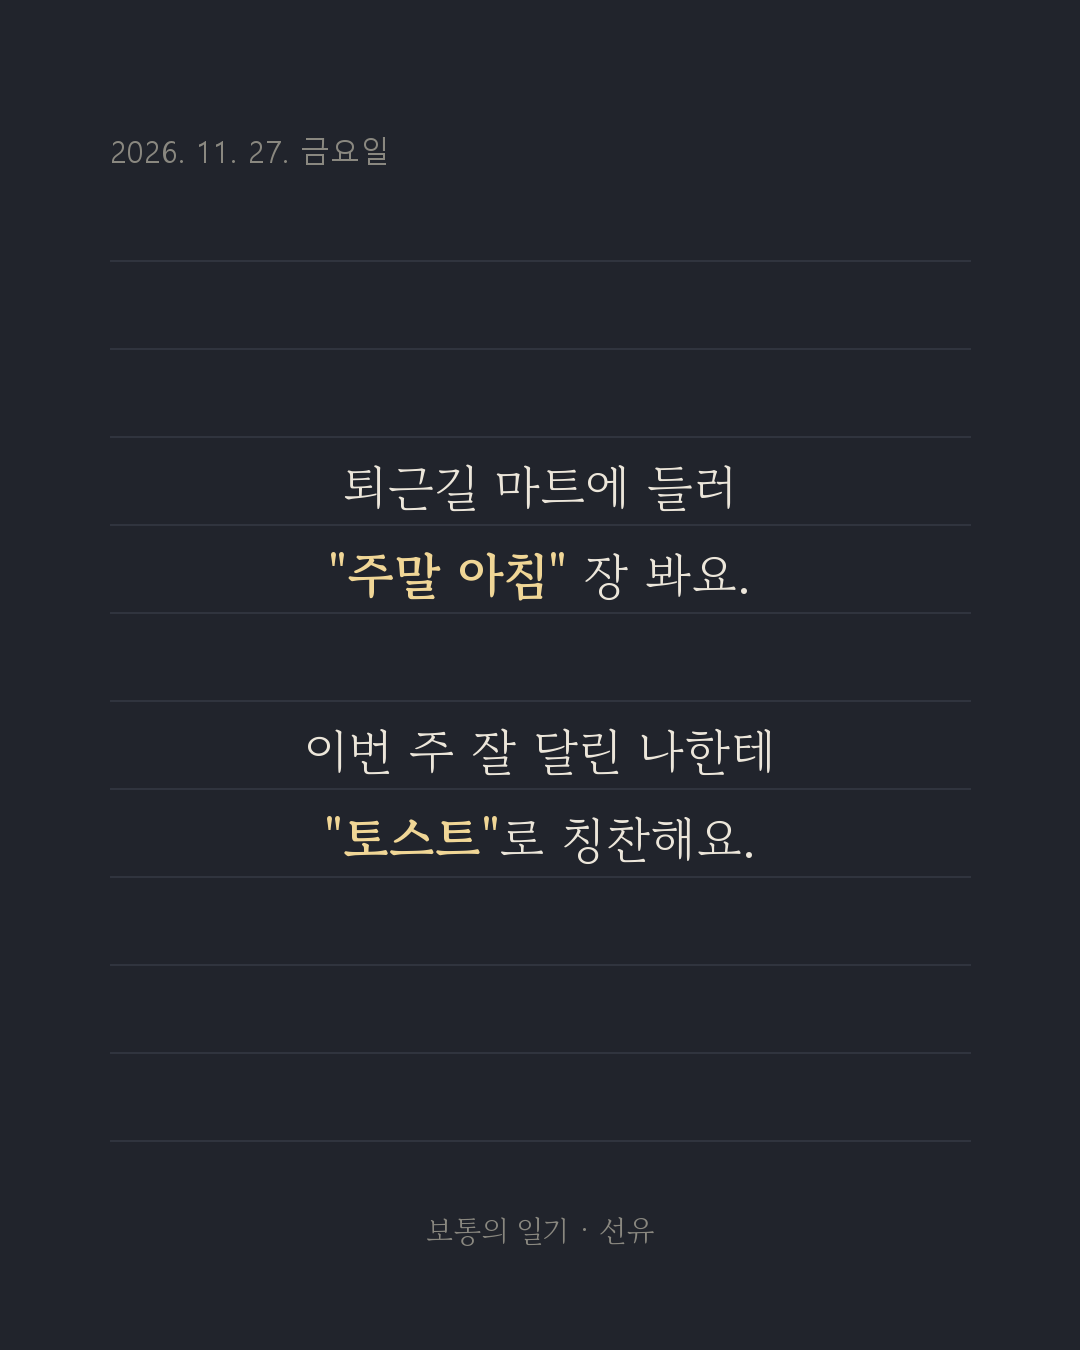 2026. 11. 27. 금요일
퇴근길 마트에 들러
"주말 아침" 장 봐요.
이번 주 잘 달린 나한테
"토스트"로 칭찬해요.
보통의 일기 · 선유